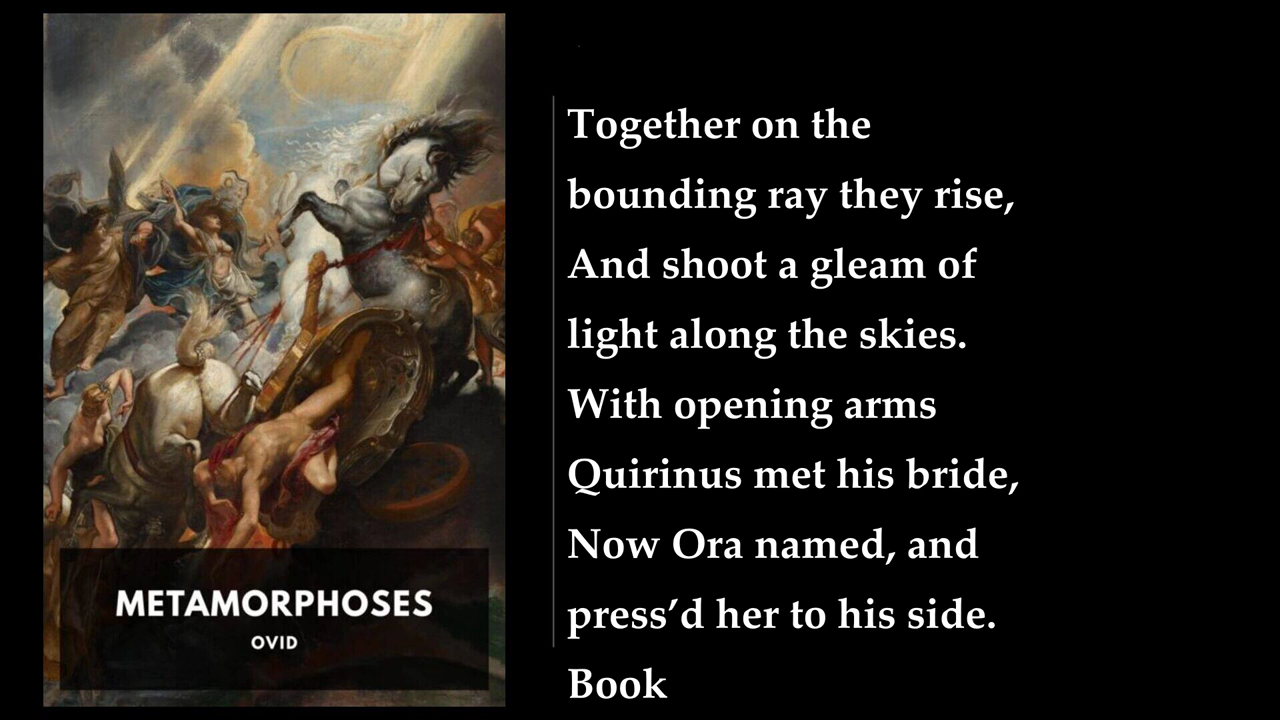 METAMORPHOSES
OVID
Together on the
bounding ray they rise,
And shoot a gleam of
light along the skies.
With opening arms
Quirinus met his bride,
Now Ora named, and
press’d her to his side.
Book